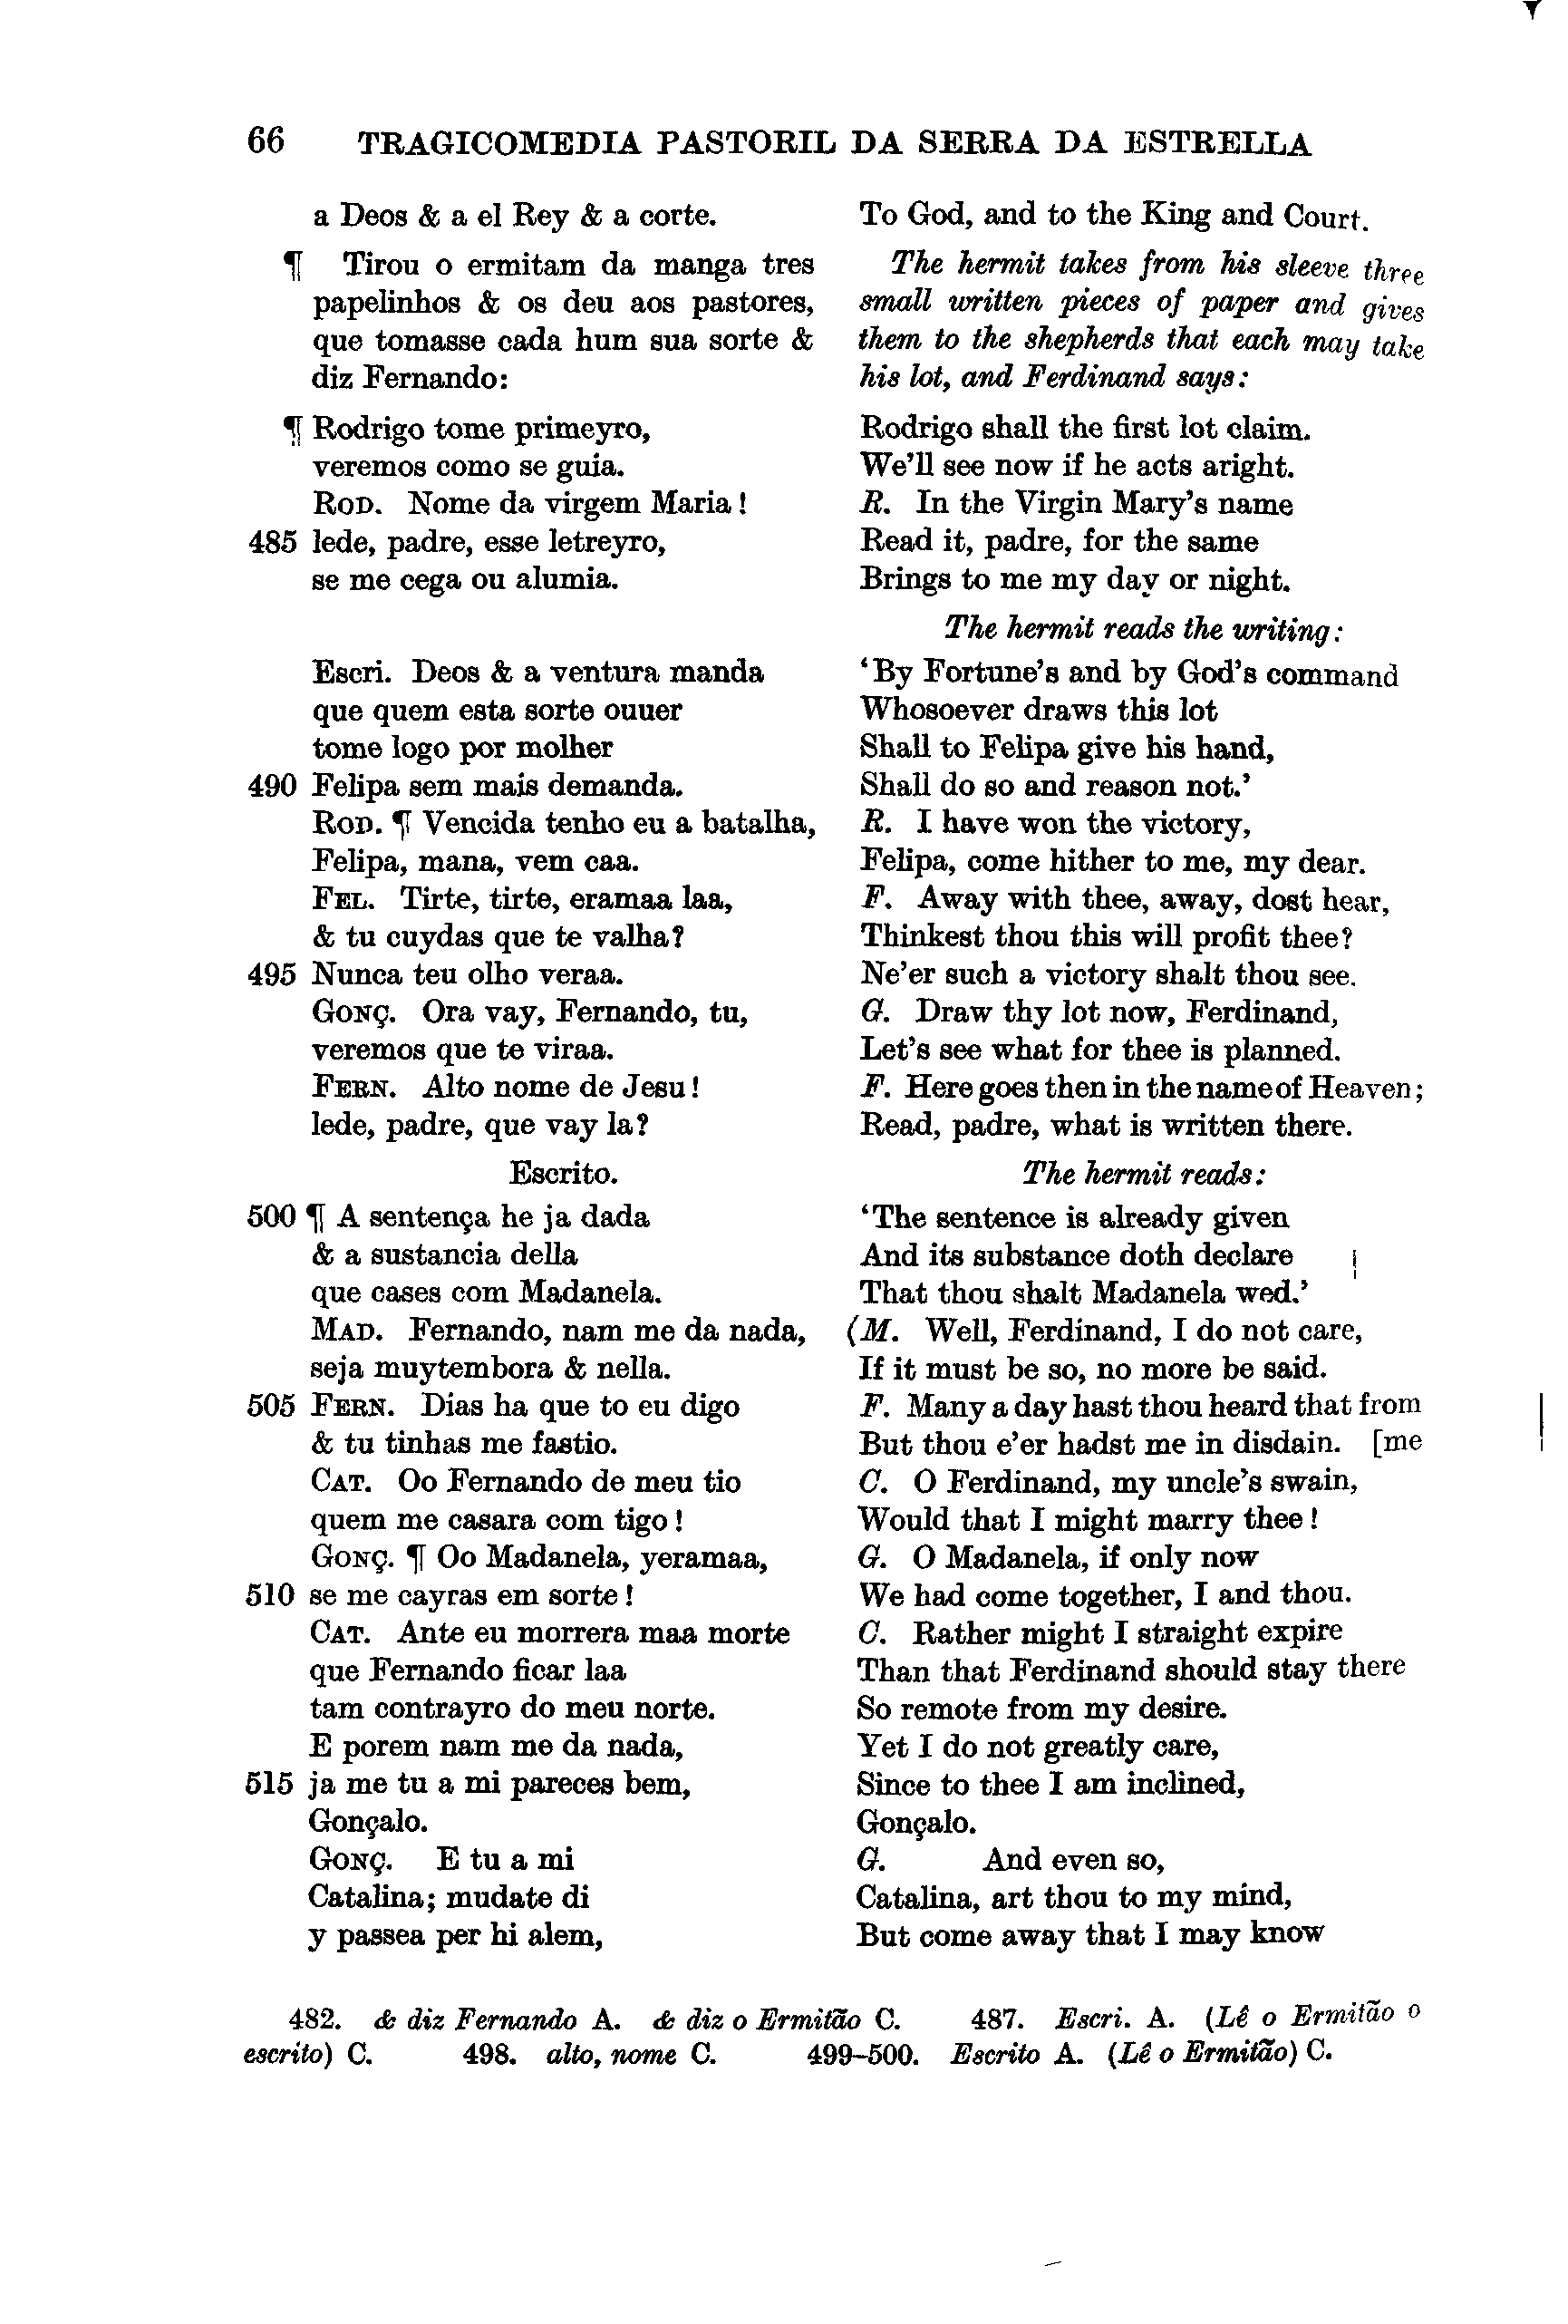 66 TRAGICOMEDIA PASTORIL DA SERRA DA ESTRELLA
a Deos & a el Rey & a corte.
¶ Tirou o ermitam da manga tres
papelinhos & os deu aos pastores,
que tomasse cada hum sua sorte &
diz Fernando:
¶ Rodrigo tome primeyro,
veremos como se guia.
ROD. Nome da virgem Maria!
485 lede, padre, esse letreyro,
se me cega ou alumia.
Escri. Deos & a ventura manda
que quem esta sorte ouuer
tome logo por molher
490 Felipa sem mais demanda.
ROD. ¶ Vencida tenho eu a batalha,
Felipa, mana, vem caa.
FEL. Tirte, tirte, eramaa laa,
& tu cuydas que te valha?
495 Nunca teu olho veraa.
GONÇ. Ora vay, Fernando, tu,
veremos que te viraa.
FERN. Alto nome de Jesu!
lede, padre, que vay la?
Escrito.
500 ¶ A sentença he ja dada
& a sustancia della
que cases com Madanela.
MAD. Fernando, nam me da nada,
seja muytembora & nella.
505 FERN. Dias ha que to eu digo
& tu tinhas me fastio.
CAT. Oo Fernando de meu tio
quem me casara com tigo!
GONÇ. ¶ Oo Madanela, yeramaa,
510 se me cayras em sorte!
CAT. Ante eu morrera maa morte
que Fernando ficar laa
tam contrayro do meu norte.
E porem nam me da nada,
515 ja me tu a mi pareces bem,
Gonçalo.
GONÇ. E tu a mi
Catalina; mudate di
y passea per hi alem,
To God, and to the King and Court.
The hermit takes from his sleeve three
small written pieces of paper and gives
them to the shepherds that each may take
his lot, and Ferdinand says:
Rodrigo shall the first lot claim.
We'll see now if he acts aright.
R. In the Virgin Mary's name
Read it, padre, for the same
Brings to me my day or night.
The hermit reads the writing:
'By Fortune's and by God's command
Whosoever draws this lot
Shall to Felipa give his hand,
Shall do so and reason not.'
R. I have won the victory,
Felipa, come hither to me, my dear.
F. Away with thee, away, dost hear,
Thinkest thou this will profit thee?
Ne'er such a victory shalt thou see.
G. Draw thy lot now, Ferdinand,
Let's see what for thee is planned.
F. Here goes then in the name of Heaven;
Read, padre, what is written there.
The hermit reads:
'The sentence is already given
And its substance doth declare
That thou shalt Madanela wed.'
(M. Well, Ferdinand, I do not care,
If it must be so, no more be said.
F. Many a day hast thou heard that from
But thou e'er hadst me in disdain. [me
C. O Ferdinand, my uncle's swain,
Would that I might marry thee!
G. O Madanela, if only now
We had come together, I and thou.
C. Rather might I straight expire
Than that Ferdinand should stay there
So remote from my desire.
Yet I do not greatly care,
Since to thee I am inclined,
Gonçalo.
G. And even so,
Catalina, art thou to my mind,
But come away that I may know
482. & diz Fernando A. & diz o Ermitão C. 487. Escri. A. (Lê o Ermitão o
escrito) C. 498. alto, nome C. 499–500. Escrito A. (Lê o Ermitão) C.